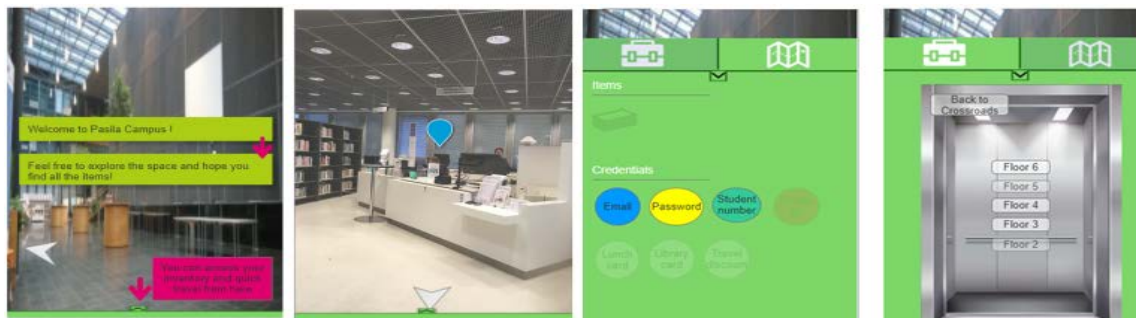 Welcome to Pasila Campus !
Feel free to explore the space and hope you
find all the items!
You can access your
inventory and quick
travel from here
Items
Credentials
Email
Password
Student
number
Lunch
card
Library
card
Travel
discount
Back to
Crossroads
Floor 6
Floor 5
Floor 4
Floor 3
Floor 2